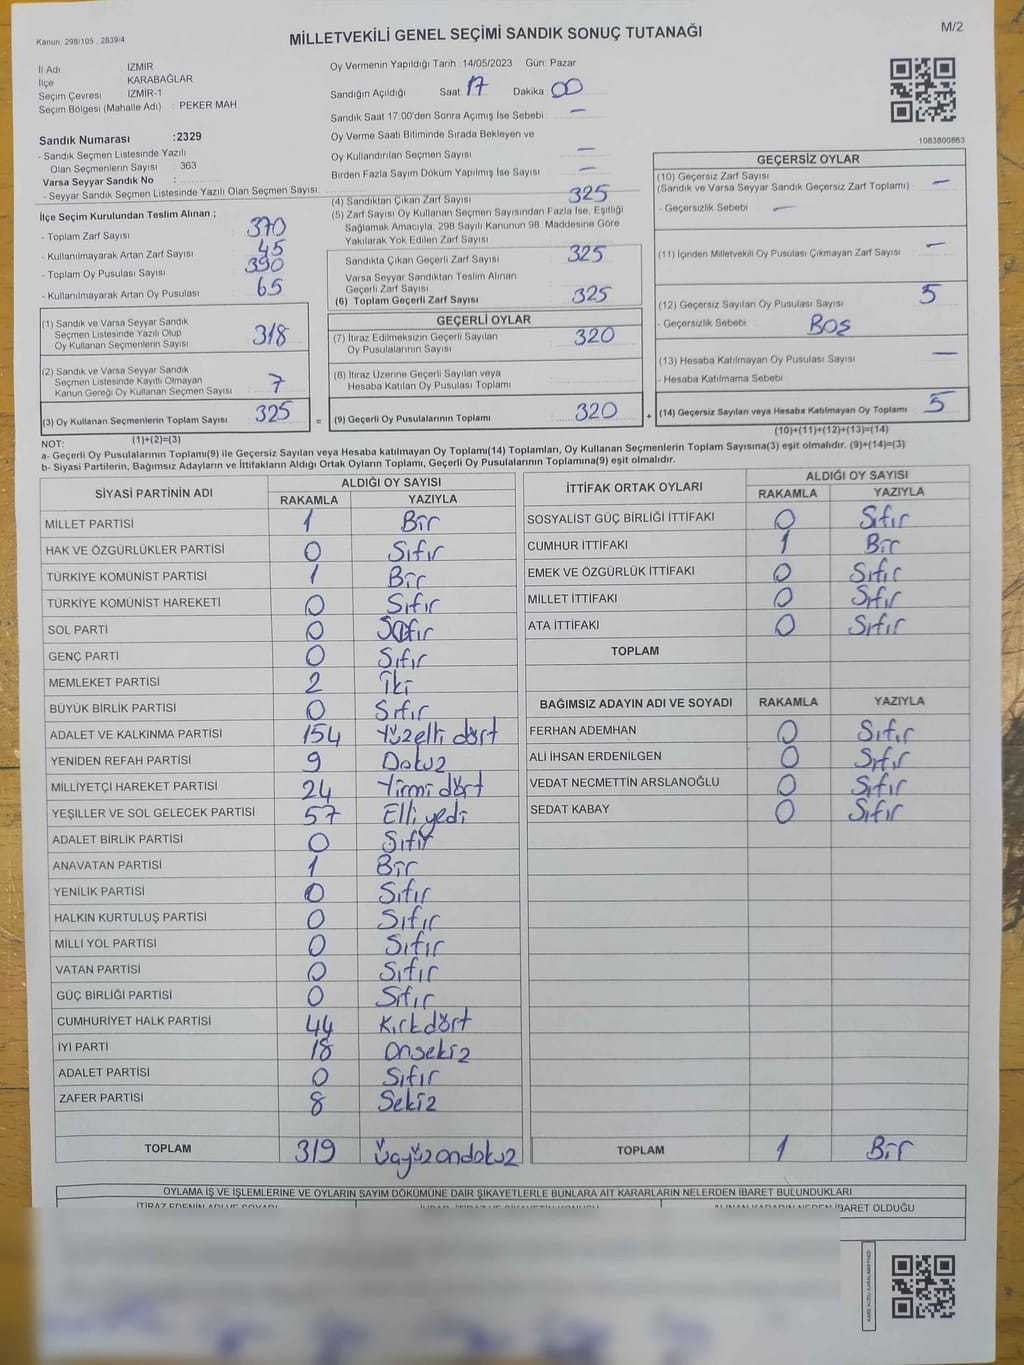 Kanun: 298/105 , 2839/4
MİLLETVEKİLİ GENEL SEÇİMİ SANDIK SONUÇ TUTANAĞI
M/2
İl Adı : İZMİR
İlçe : KARABAĞLAR
Seçim Çevresi : İZMİR-1
Seçim Bölgesi (Mahalle Adı) : PEKER MAH
Sandık Numarası :2329
- Sandık Seçmen Listesinde Yazılı
Olan Seçmenlerin Sayısı : 363
Varsa Seyyar Sandık No :
- Seyyar Sandık Seçmen Listesinde Yazılı Olan Seçmen Sayısı:
Oy Vermenin Yapıldığı Tarih : 14/05/2023 Gün: Pazar
Sandığın Açıldığı Saat: 17 Dakika 00
Sandık Saat 17.00'den Sonra Açımış İse Sebebi : —
Oy Verme Saati Bitiminde Sırada Bekleyen ve
Oy Kullandırılan Seçmen Sayısı : —
Birden Fazla Sayım Döküm Yapılmış İse Sayısı : —
1083800863
İlçe Seçim Kurulundan Teslim Alınan ;
- Toplam Zarf Sayısı : 370
- Kullanılmayarak Artan Zarf Sayısı : 45
- Toplam Oy Pusulası Sayısı : 390
- Kullanılmayarak Artan Oy Pusulası : 65
(4) Sandıktan Çıkan Zarf Sayısı : 325
(5) Zarf Sayısı Oy Kullanan Seçmen Sayısından Fazla İse, Eşitliği
Sağlamak Amacıyla, 298 Sayılı Kanunun 98. Maddesine Göre
Yakılarak Yok Edilen Zarf Sayısı :
Sandıkta Çıkan Geçerli Zarf Sayısı : 325
Varsa Seyyar Sandıktan Teslim Alınan
Geçerli Zarf Sayısı :
(6) Toplam Geçerli Zarf Sayısı : 325
GEÇERSİZ OYLAR
(10) Geçersiz Zarf Sayısı
(Sandık ve Varsa Seyyar Sandık Geçersiz Zarf Toplamı) : —
- Geçersizlik Sebebi : —
(11) İçinden Milletvekili Oy Pusulası Çıkmayan Zarf Sayısı : —
(12) Geçersiz Sayılan Oy Pusulası Sayısı : 5
- Geçersizlik Sebebi : BOŞ
(13) Hesaba Katılmayan Oy Pusulası Sayısı : —
- Hesaba Katılmama Sebebi :
(14) Geçersiz Sayılan veya Hesaba Katılmayan Oy Toplamı : 5
(10)+(11)+(12)+(13)=(14)
(1) Sandık ve Varsa Seyyar Sandık
Seçmen Listesinde Yazılı Olup
Oy Kullanan Seçmenlerin Sayısı : 318
(2) Sandık ve Varsa Seyyar Sandık
Seçmen Listesinde Kayıtlı Olmayan
Kanun Gereği Oy Kullanan Seçmen Sayısı : 7
(3) Oy Kullanan Seçmenlerin Toplam Sayısı : 325 =
(1)+(2)=(3)
GEÇERLİ OYLAR
(7) İtiraz Edilmeksizin Geçerli Sayılan
Oy Pusulalarının Sayısı : 320
(8) İtiraz Üzerine Geçerli Sayılan veya
Hesaba Katılan Oy Pusulası Toplamı :
(9) Geçerli Oy Pusulalarının Toplamı : 320 +
NOT:
a- Geçerli Oy Pusulalarının Toplamı(9) ile Geçersiz Sayılan veya Hesaba katılmayan Oy Toplamı(14) Toplamları, Oy Kullanan Seçmenlerin Toplam Sayısına(3) eşit olmalıdır. (9)+(14)=(3)
b- Siyasi Partilerin, Bağımsız Adayların ve İttifakların Aldığı Ortak Oyların Toplamı, Geçerli Oy Pusulalarının Toplamına(9) eşit olmalıdır.
SİYASİ PARTİNİN ADI ALDIĞI OY SAYISI
RAKAMLA YAZIYLA
MİLLET PARTİSİ 1 Bir
HAK VE ÖZGÜRLÜKLER PARTİSİ 0 Sıfır
TÜRKİYE KOMÜNİST PARTİSİ 1 Bir
TÜRKİYE KOMÜNİST HAREKETİ 0 Sıfır
SOL PARTİ 0 Sıfır
GENÇ PARTİ 0 Sıfır
MEMLEKET PARTİSİ 2 İki
BÜYÜK BİRLİK PARTİSİ 0 Sıfır
ADALET VE KALKINMA PARTİSİ 154 Yüzelli dört
YENİDEN REFAH PARTİSİ 9 Dokuz
MİLLİYETÇİ HAREKET PARTİSİ 24 Yirmi dört
YEŞİLLER VE SOL GELECEK PARTİSİ 57 Elli yedi
ADALET BİRLİK PARTİSİ 0 Sıfır
ANAVATAN PARTİSİ 1 Bir
YENİLİK PARTİSİ 0 Sıfır
HALKIN KURTULUŞ PARTİSİ 0 Sıfır
MİLLİ YOL PARTİSİ 0 Sıfır
VATAN PARTİSİ 0 Sıfır
GÜÇ BİRLİĞİ PARTİSİ 0 Sıfır
CUMHURİYET HALK PARTİSİ 44 Kırkdört
İYİ PARTİ 18 Onsekiz
ADALET PARTİSİ 0 Sıfır
ZAFER PARTİSİ 8 Sekiz
TOPLAM 319 Üçyüzondokuz
İTTİFAK ORTAK OYLARI ALDIĞI OY SAYISI
RAKAMLA YAZIYLA
SOSYALİST GÜÇ BİRLİĞİ İTTİFAKI 0 Sıfır
CUMHUR İTTİFAKI 1 Bir
EMEK VE ÖZGÜRLÜK İTTİFAKI 0 Sıfır
MİLLET İTTİFAKI 0 Sıfır
ATA İTTİFAKI 0 Sıfır
TOPLAM
BAĞIMSIZ ADAYIN ADI VE SOYADI RAKAMLA YAZIYLA
FERHAN ADEMHAN 0 Sıfır
ALİ İHSAN ERDENİLGEN 0 Sıfır
VEDAT NECMETTİN ARSLANOĞLU 0 Sıfır
SEDAT KABAY 0 Sıfır
TOPLAM 1 Bir
OYLAMA İŞ VE İŞLEMLERİNE VE OYLARIN SAYIM DÖKÜMÜNE DAİR ŞİKAYETLERLE BUNLARA AİT KARARLARIN NELERDEN İBARET BULUNDUKLARI
İTİRAZ EDENİN ADI VE SOYADI
ALINAN KARARIN NEDEN İBARET OLDUĞU